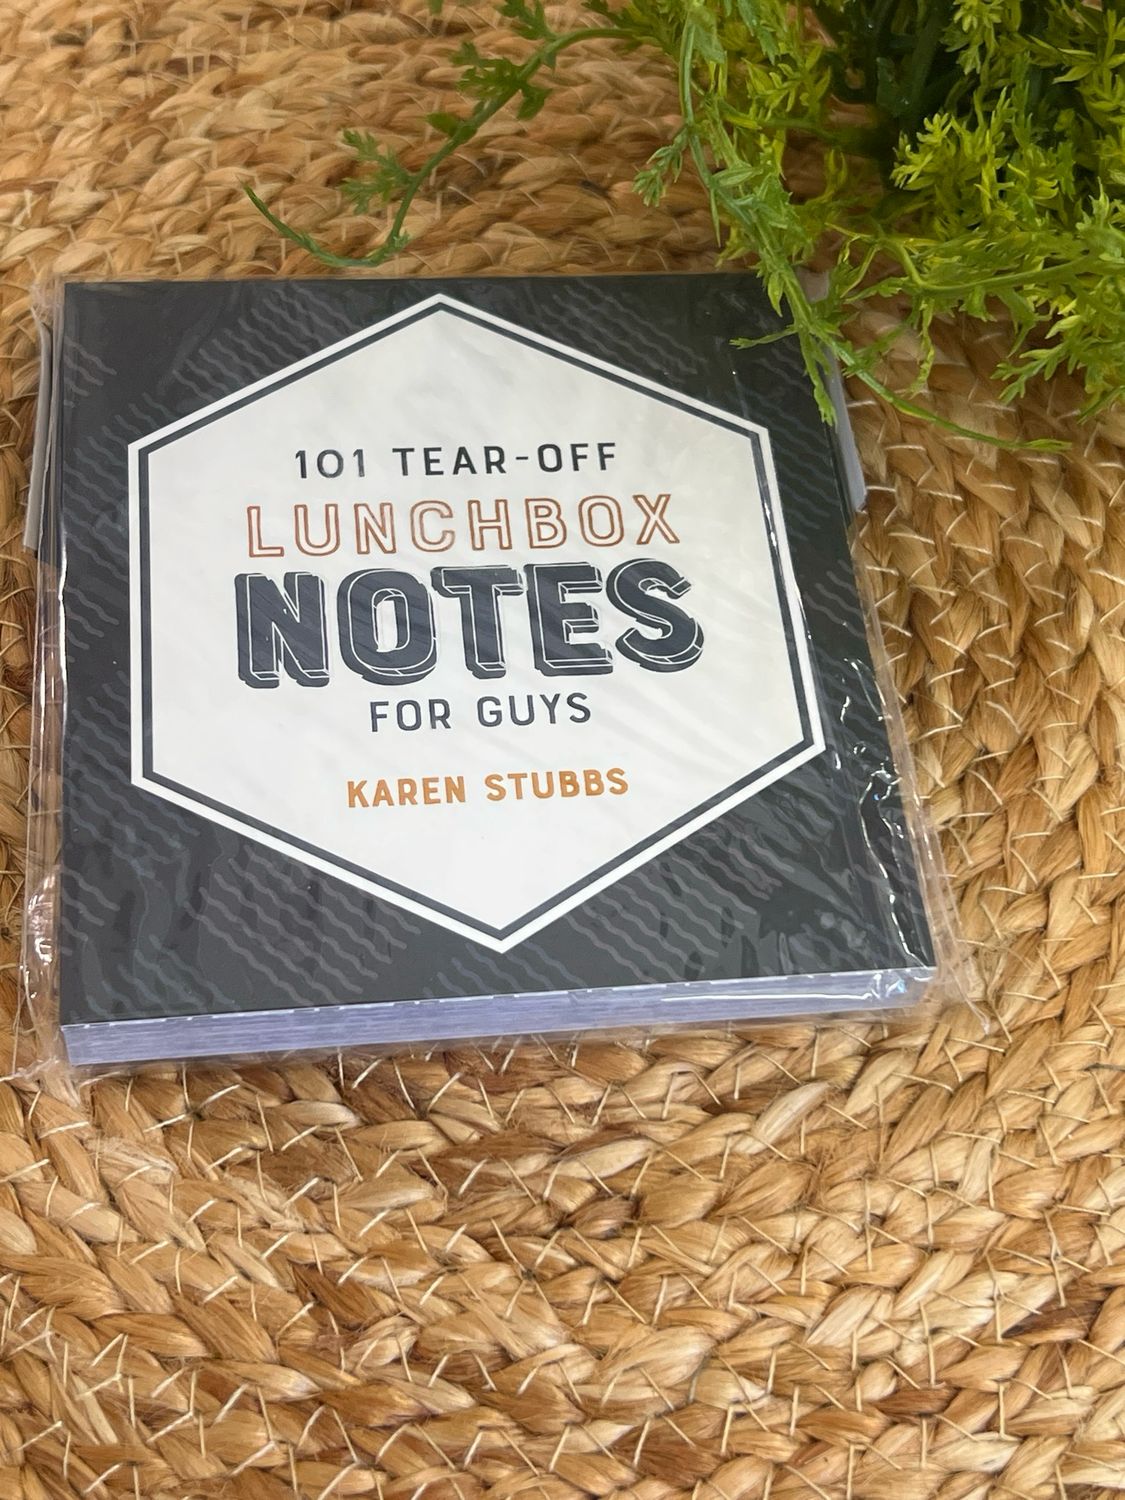 101 TEAR-OFF
LUNCHBOX
NOTES
FOR GUYS
KAREN STUBBS